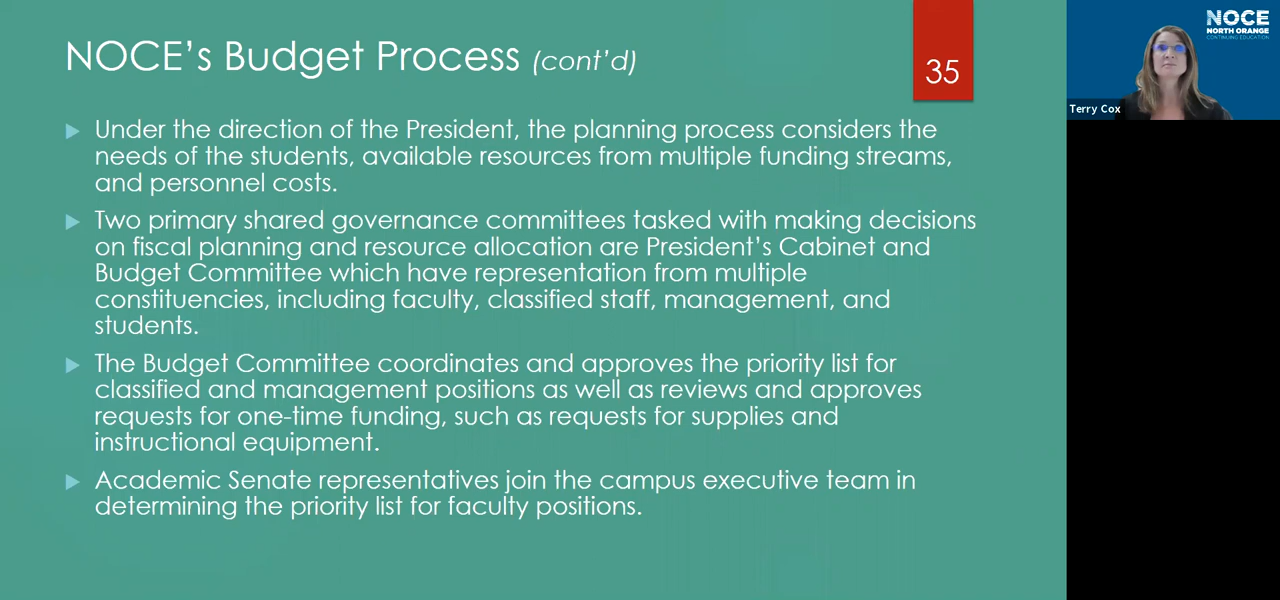 NOCE’s Budget Process (cont’d)
35
Under the direction of the President, the planning process considers the
needs of the students, available resources from multiple funding streams,
and personnel costs.
Two primary shared governance committees tasked with making decisions
on fiscal planning and resource allocation are President’s Cabinet and
Budget Committee which have representation from multiple
constituencies, including faculty, classified staff, management, and
students.
The Budget Committee coordinates and approves the priority list for
classified and management positions as well as reviews and approves
requests for one-time funding, such as requests for supplies and
instructional equipment.
Academic Senate representatives join the campus executive team in
determining the priority list for faculty positions.
NOCE
NORTH ORANGE
CONTINUING EDUCATION
Terry Cox